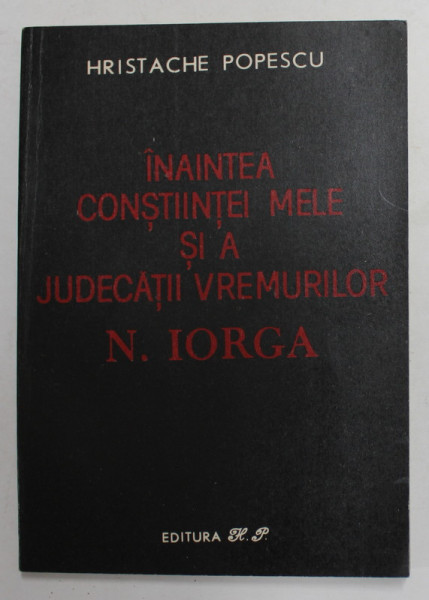 HRISTACHE POPESCU
ÎNAINTEA
CONȘTIINȚEI MELE
ȘI A
JUDECĂȚII VREMURILOR
N. IORGA
EDITURA H. P.